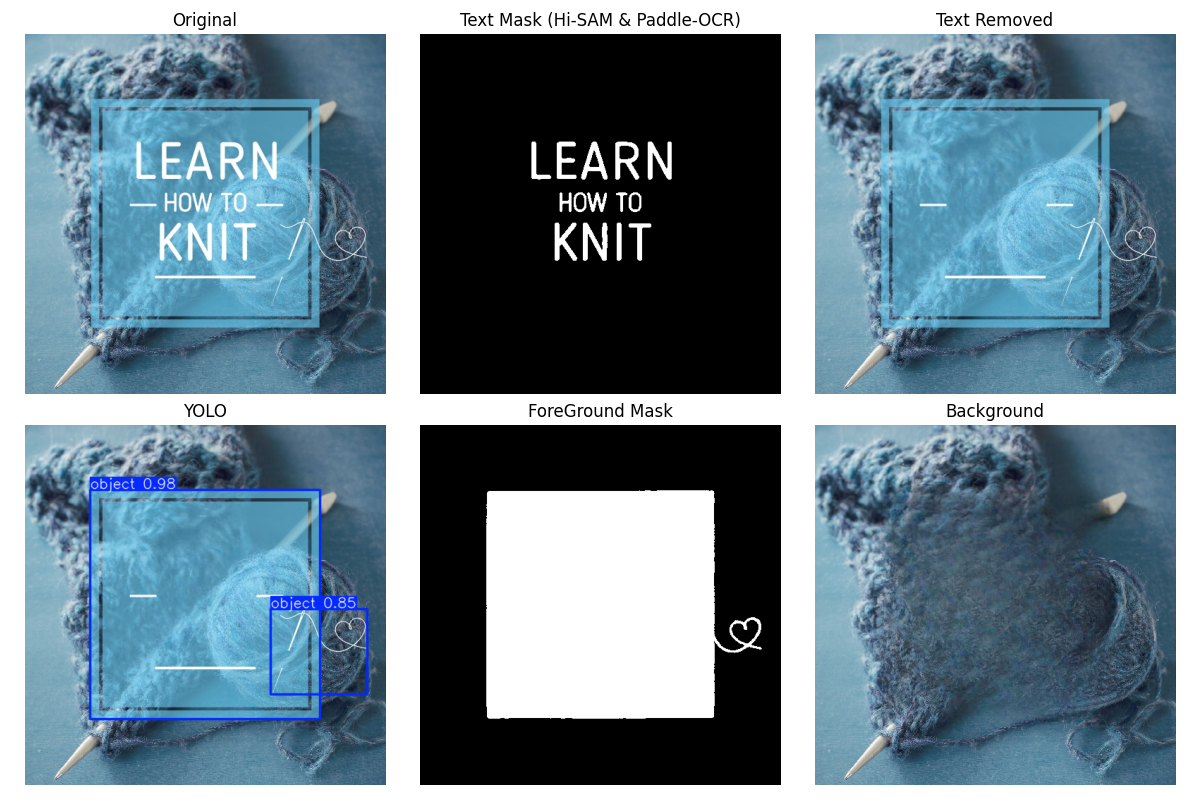 Original
Text Mask (Hi-SAM & Paddle-OCR)
Text Removed
LEARN
HOW TO
KNIT
LEARN
HOW TO
KNIT
YOLO
ForeGround Mask
Background
object 0.98
object 0.85